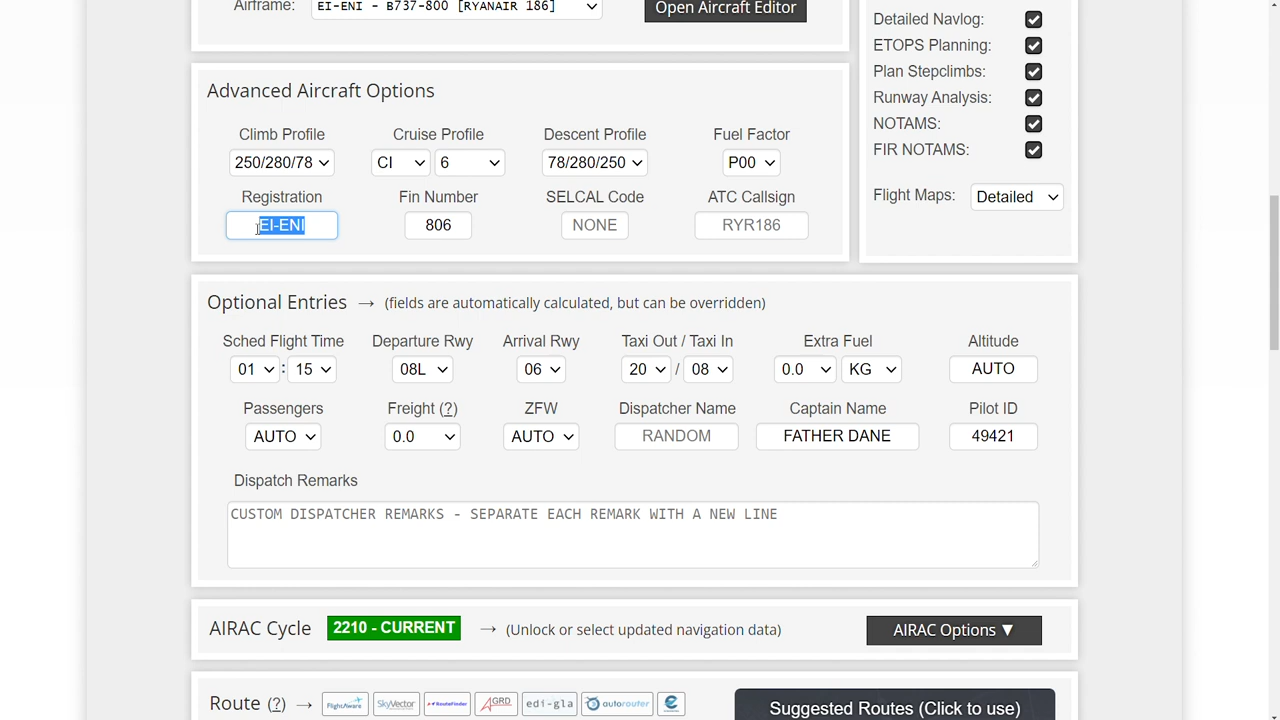 Airframe: EI-ENI - B737-800 [RYANAIR 186] Open Aircraft Editor
Detailed Navlog:
ETOPS Planning:
Plan Stepclimbs:
Runway Analysis:
NOTAMS:
FIR NOTAMS:
Flight Maps: Detailed
Advanced Aircraft Options
Climb Profile Cruise Profile Descent Profile Fuel Factor
250/280/78 CI 6 78/280/250 P00
Registration Fin Number SELCAL Code ATC Callsign
EI-ENI 806 NONE RYR186
Optional Entries → (fields are automatically calculated, but can be overridden)
Sched Flight Time Departure Rwy Arrival Rwy Taxi Out / Taxi In Extra Fuel Altitude
01 : 15 08L 06 20 / 08 0.0 KG AUTO
Passengers Freight (?) ZFW Dispatcher Name Captain Name Pilot ID
AUTO 0.0 AUTO RANDOM FATHER DANE 49421
Dispatch Remarks
CUSTOM DISPATCHER REMARKS - SEPARATE EACH REMARK WITH A NEW LINE
AIRAC Cycle 2210 - CURRENT → (Unlock or select updated navigation data) AIRAC Options ▼
Route (?) → FlightAware SkyVector RouteFinder AGRD edi-gla autorouter Suggested Routes (Click to use)